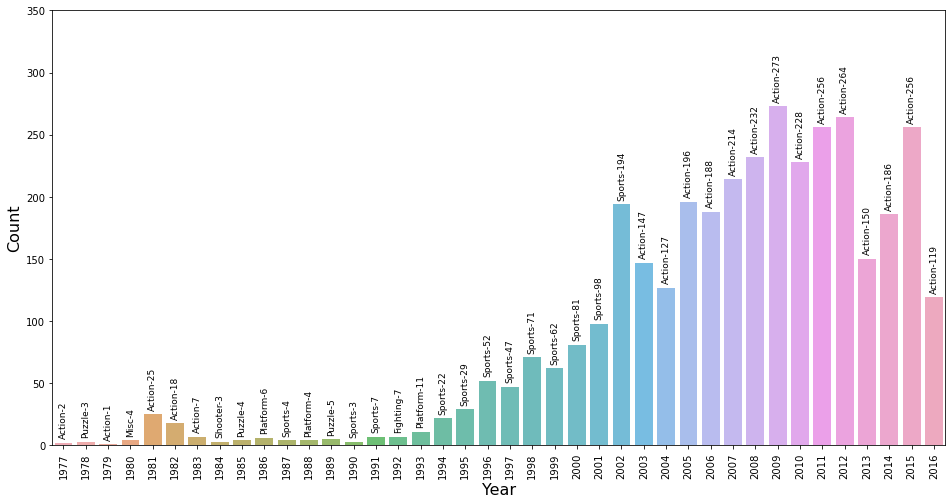 350
300
250
200
150
100
50
0
Count
Action-2
Puzzle-3
Action-1
Misc-4
Action-25
Action-18
Action-7
Shooter-3
Puzzle-4
Platform-6
Sports-4
Platform-4
Puzzle-5
Sports-3
Sports-7
Fighting-7
Platform-11
Sports-22
Sports-29
Sports-52
Sports-47
Sports-71
Sports-62
Sports-81
Sports-98
Sports-194
Action-147
Action-127
Action-196
Action-188
Action-214
Action-232
Action-273
Action-228
Action-256
Action-264
Action-150
Action-186
Action-256
Action-119
1977
1978
1979
1980
1981
1982
1983
1984
1985
1986
1987
1988
1989
1990
1991
1992
1993
1994
1995
1996
1997
1998
1999
2000
2001
2002
2003
2004
2005
2006
2007
2008
2009
2010
2011
2012
2013
2014
2015
2016
Year